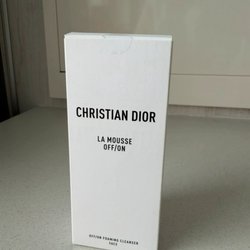 CHRISTIAN DIOR
LA MOUSSE
OFF/ON
OFF/ON FOAMING CLEANSER
FACE